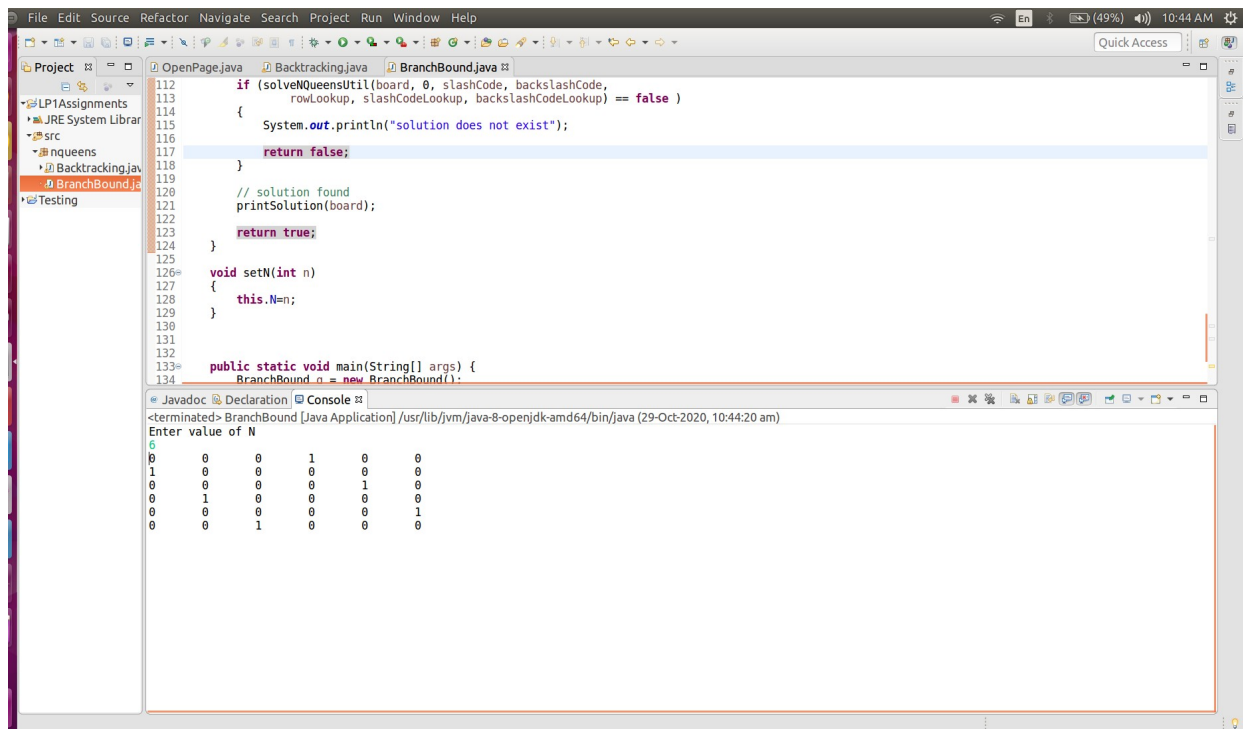 File Edit Source Refactor Navigate Search Project Run Window Help En (49%) 10:44 AM
Quick Access
Project
OpenPage.java Backtracking.java BranchBound.java
LP1Assignments
JRE System Librar
src
nqueens
Backtracking.jav
BranchBound.ja
Testing
112 if (solveNQueensUtil(board, 0, slashCode, backslashCode,
113 rowLookup, slashCodeLookup, backslashCodeLookup) == false )
114 {
115 System.out.println("solution does not exist");
116
117 return false;
118 }
119
120 // solution found
121 printSolution(board);
122
123 return true;
124 }
125
126 void setN(int n)
127 {
128 this.N=n;
129 }
130
131
132
133 public static void main(String[] args) {
134 BranchBound q = new BranchBound();
Javadoc Declaration Console
<terminated> BranchBound [Java Application] /usr/lib/jvm/java-8-openjdk-amd64/bin/java (29-Oct-2020, 10:44:20 am)
Enter value of N
6
0 0 0 1 0 0
1 0 0 0 0 0
0 0 0 0 1 0
0 1 0 0 0 0
0 0 0 0 0 1
0 0 1 0 0 0